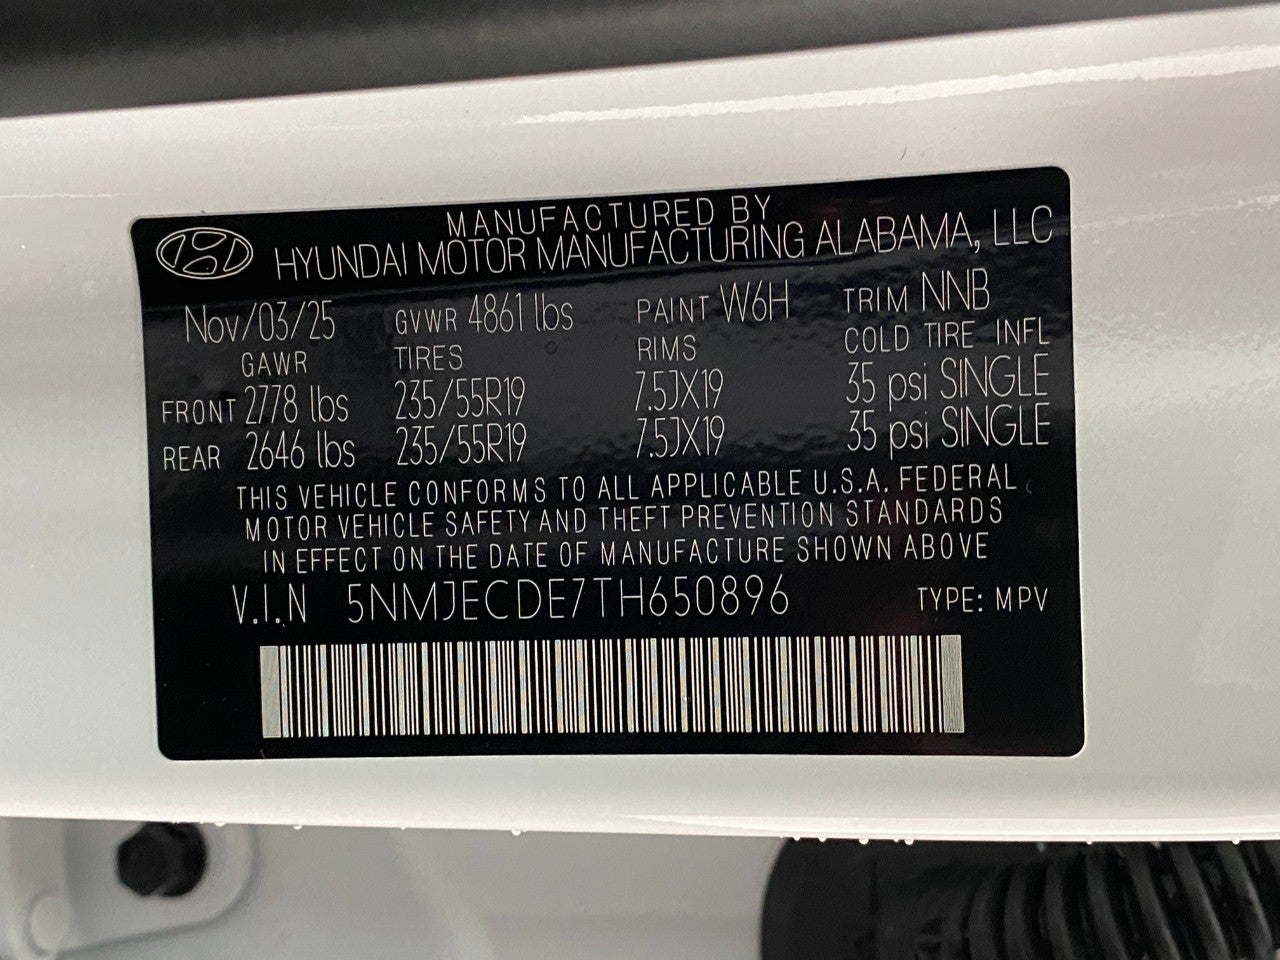 MANUFACTURED BY
HYUNDAI MOTOR MANUFACTURING ALABAMA, LLC
Nov/03/25 GVWR 4861 lbs PAINT W6H TRIM NNB
GAWR TIRES RIMS COLD TIRE INFL
FRONT 2778 lbs 235/55R19 7.5JX19 35 psi SINGLE
REAR 2646 lbs 235/55R19 7.5JX19 35 psi SINGLE
THIS VEHICLE CONFORMS TO ALL APPLICABLE U.S.A. FEDERAL
MOTOR VEHICLE SAFETY AND THEFT PREVENTION STANDARDS
IN EFFECT ON THE DATE OF MANUFACTURE SHOWN ABOVE
V.I.N 5NMJECDE7TH650896 TYPE: MPV